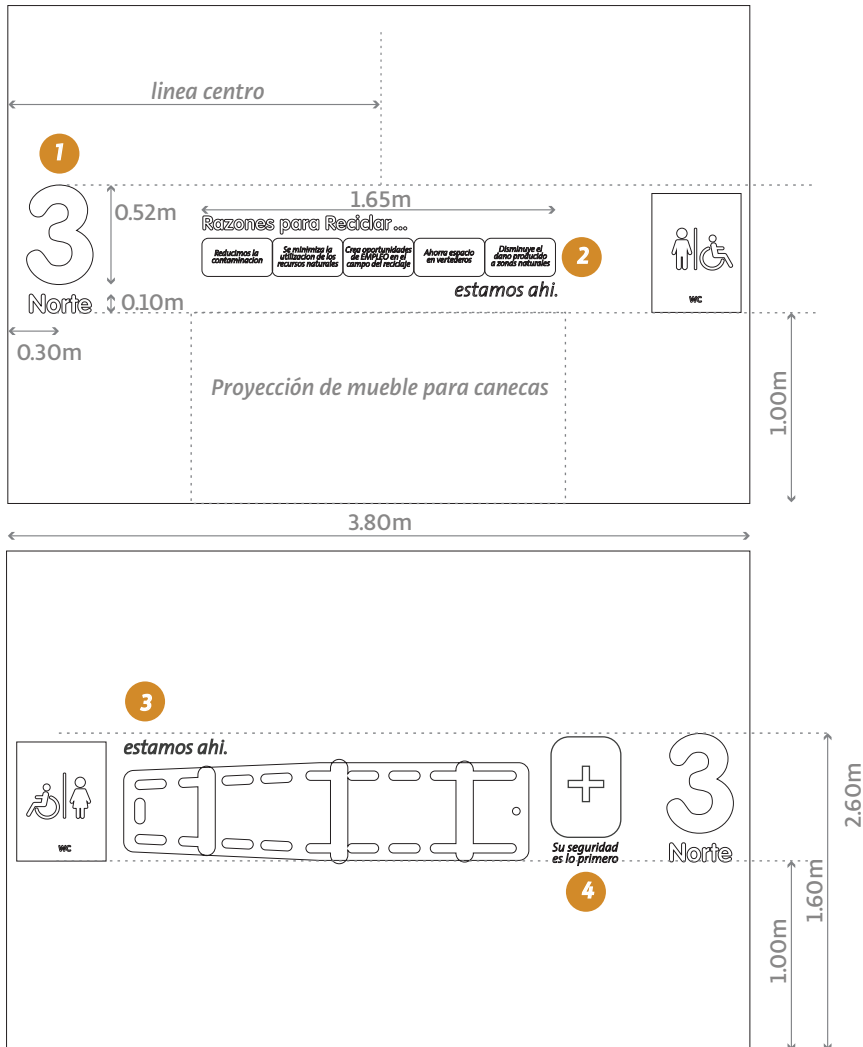 linea centro
1
3
0.52m
1.65m
Razones para Reciclar...
Reducimos la
contaminacion
Se minimiza la
utilizacion de los
recursos naturales
Crea oportunidades
de EMPLEO en el
campo del reciclaje
Ahorra espacio
en vertederos
Disminuye el
dano producido
a zonds naturales
2
estamos ahi.
WC
Norte
0.10m
0.30m
Proyección de mueble para canecas
1.00m
3.80m
3
estamos ahi.
WC
Su seguridad
es lo primero
4
3
Norte
2.60m
1.60m
1.00m